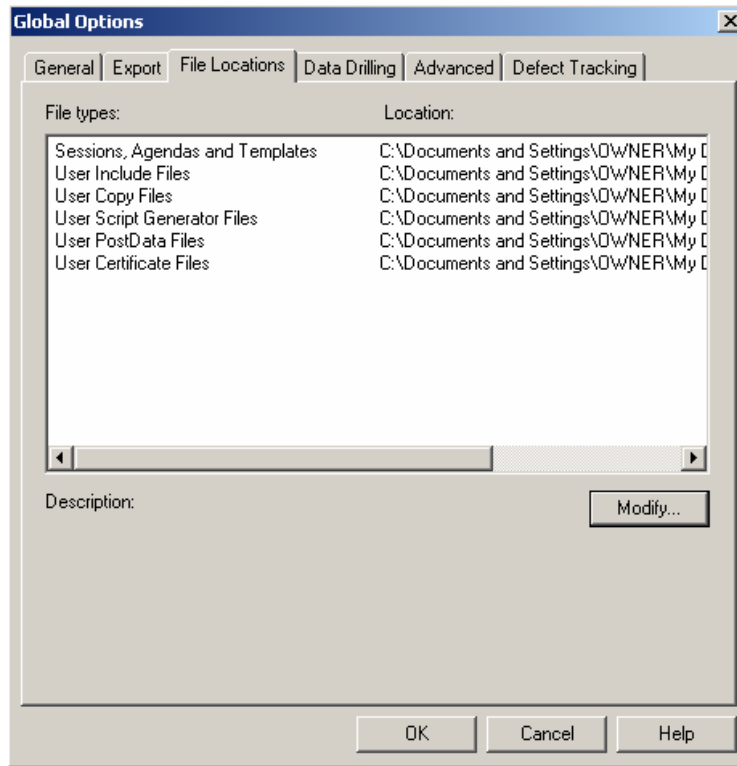 Global Options
General Export File Locations Data Drilling Advanced Defect Tracking
File types: Location:
Sessions, Agendas and Templates C:\Documents and Settings\OWNER\My D
User Include Files C:\Documents and Settings\OWNER\My D
User Copy Files C:\Documents and Settings\OWNER\My D
User Script Generator Files C:\Documents and Settings\OWNER\My D
User PostData Files C:\Documents and Settings\OWNER\My D
User Certificate Files C:\Documents and Settings\OWNER\My D
Description: Modify...
OK Cancel Help